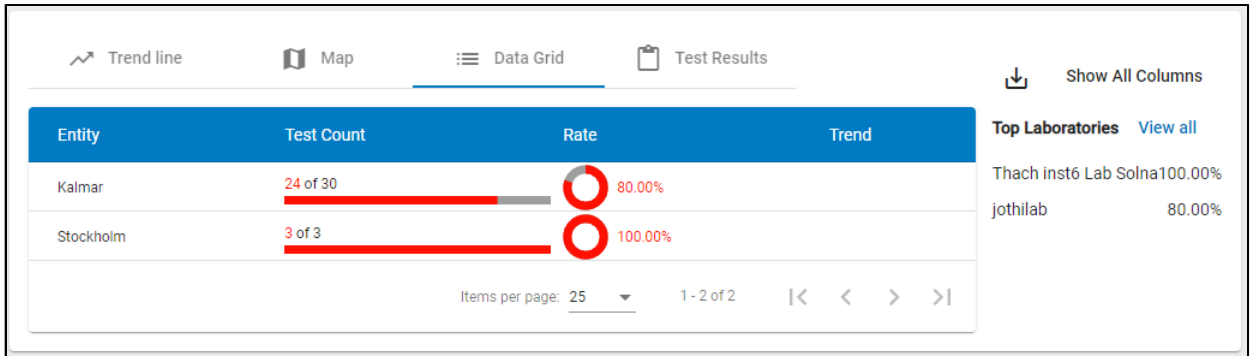 Trend line Map Data Grid Test Results
Show All Columns
Entity Test Count Rate Trend
Top Laboratories View all
Kalmar 24 of 30 80.00%
Thach inst6 Lab Solna100.00%
jothilab 80.00%
Stockholm 3 of 3 100.00%
Items per page: 25 1 - 2 of 2